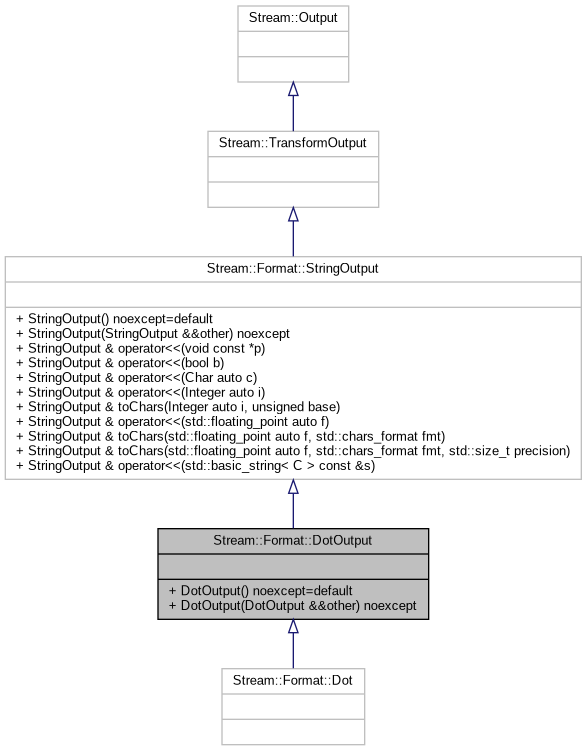 Stream::Output
Stream::TransformOutput
Stream::Format::StringOutput
+ StringOutput() noexcept=default
+ StringOutput(StringOutput &&other) noexcept
+ StringOutput & operator<<(void const *p)
+ StringOutput & operator<<(bool b)
+ StringOutput & operator<<(Char auto c)
+ StringOutput & operator<<(Integer auto i)
+ StringOutput & toChars(Integer auto i, unsigned base)
+ StringOutput & operator<<(std::floating_point auto f)
+ StringOutput & toChars(std::floating_point auto f, std::chars_format fmt)
+ StringOutput & toChars(std::floating_point auto f, std::chars_format fmt, std::size_t precision)
+ StringOutput & operator<<(std::basic_string< C > const &s)
Stream::Format::DotOutput
+ DotOutput() noexcept=default
+ DotOutput(DotOutput &&other) noexcept
Stream::Format::Dot